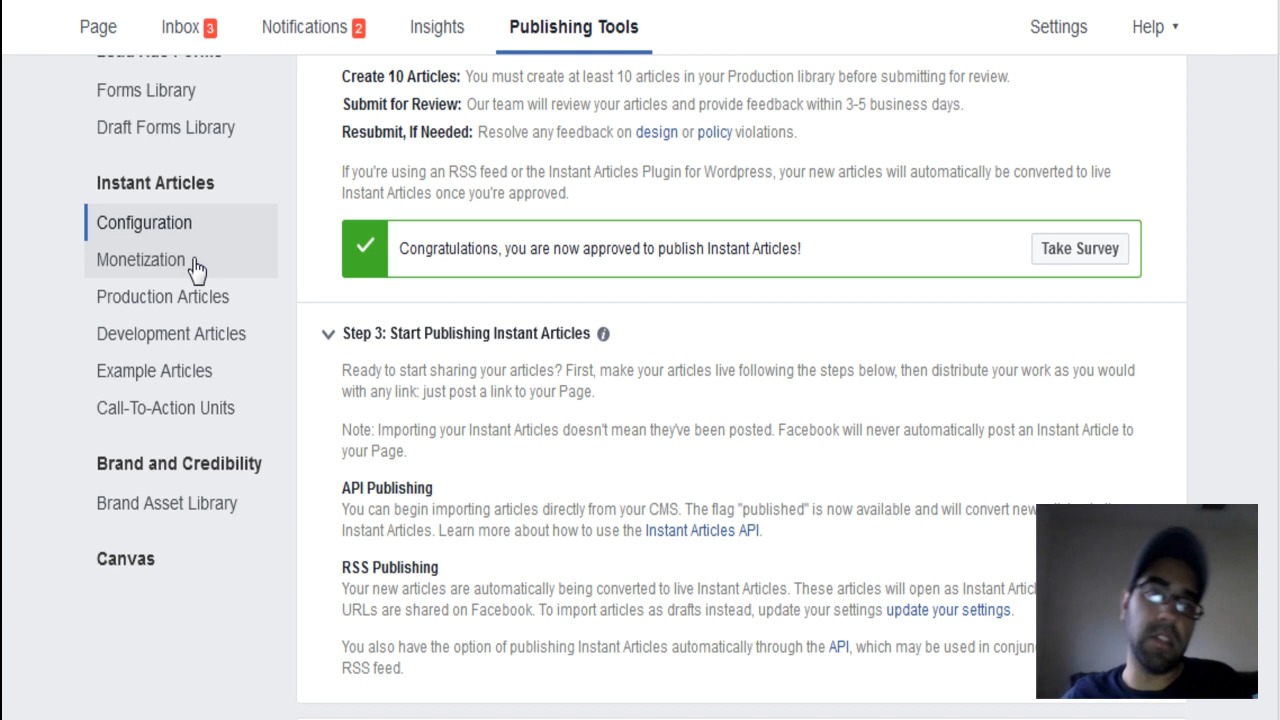 Page Inbox 3 Notifications 2 Insights Publishing Tools Settings Help
Lead Ads Forms
Forms Library
Draft Forms Library
Instant Articles
Configuration
Monetization
Production Articles
Development Articles
Example Articles
Call-To-Action Units
Brand and Credibility
Brand Asset Library
Canvas
Create 10 Articles: You must create at least 10 articles in your Production library before submitting for review.
Submit for Review: Our team will review your articles and provide feedback within 3-5 business days.
Resubmit, If Needed: Resolve any feedback on design or policy violations.
If you're using an RSS feed or the Instant Articles Plugin for Wordpress, your new articles will automatically be converted to live
Instant Articles once you're approved.
Congratulations, you are now approved to publish Instant Articles! Take Survey
Step 3: Start Publishing Instant Articles
Ready to start sharing your articles? First, make your articles live following the steps below, then distribute your work as you would
with any link: just post a link to your Page.
Note: Importing your Instant Articles doesn't mean they've been posted. Facebook will never automatically post an Instant Article to
your Page.
API Publishing
You can begin importing articles directly from your CMS. The flag "published" is now available and will convert new
Instant Articles. Learn more about how to use the Instant Articles API.
RSS Publishing
Your new articles are automatically being converted to live Instant Articles. These articles will open as Instant
URLs are shared on Facebook. To import articles as drafts instead, update your settings update your settings.
You also have the option of publishing Instant Articles automatically through the API, which may be used in
RSS feed.